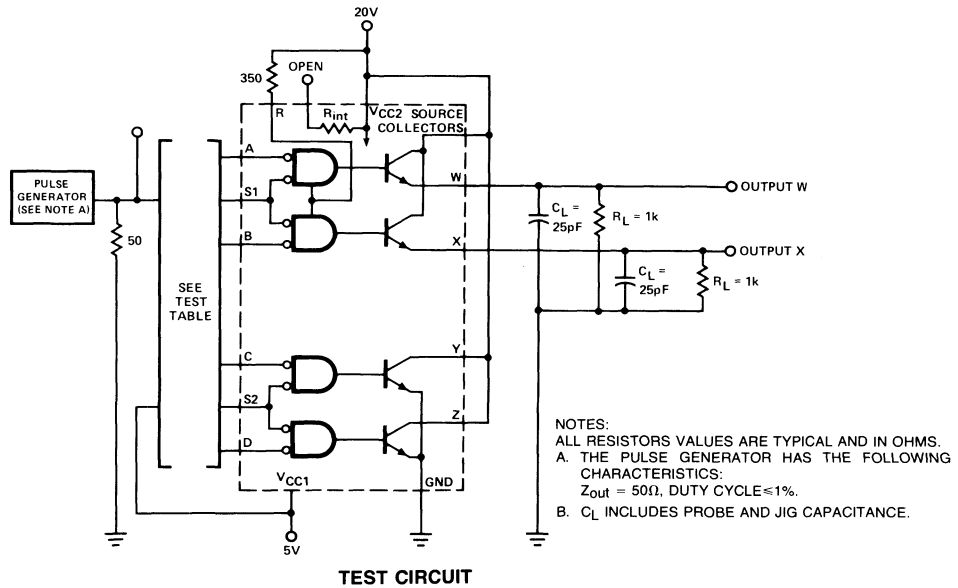 20V
OPEN
350
R
Rint
VCC2 SOURCE
COLLECTORS
A
W
OUTPUT W
PULSE
GENERATOR
(SEE NOTE A)
S1
50
CL =
25pF
RL = 1k
B
X
OUTPUT X
CL =
25pF
RL = 1k
SEE
TEST
TABLE
C
Y
S2
Z
D
VCC1
GND
5V
NOTES:
ALL RESISTORS VALUES ARE TYPICAL AND IN OHMS.
A. THE PULSE GENERATOR HAS THE FOLLOWING
CHARACTERISTICS:
Zout = 50Ω, DUTY CYCLE≤1%.
B. CL INCLUDES PROBE AND JIG CAPACITANCE.
TEST CIRCUIT